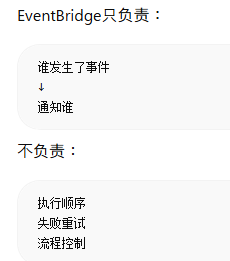 EventBridge只负责：
谁发生了事件
↓
通知谁
不负责：
执行顺序
失败重试
流程控制